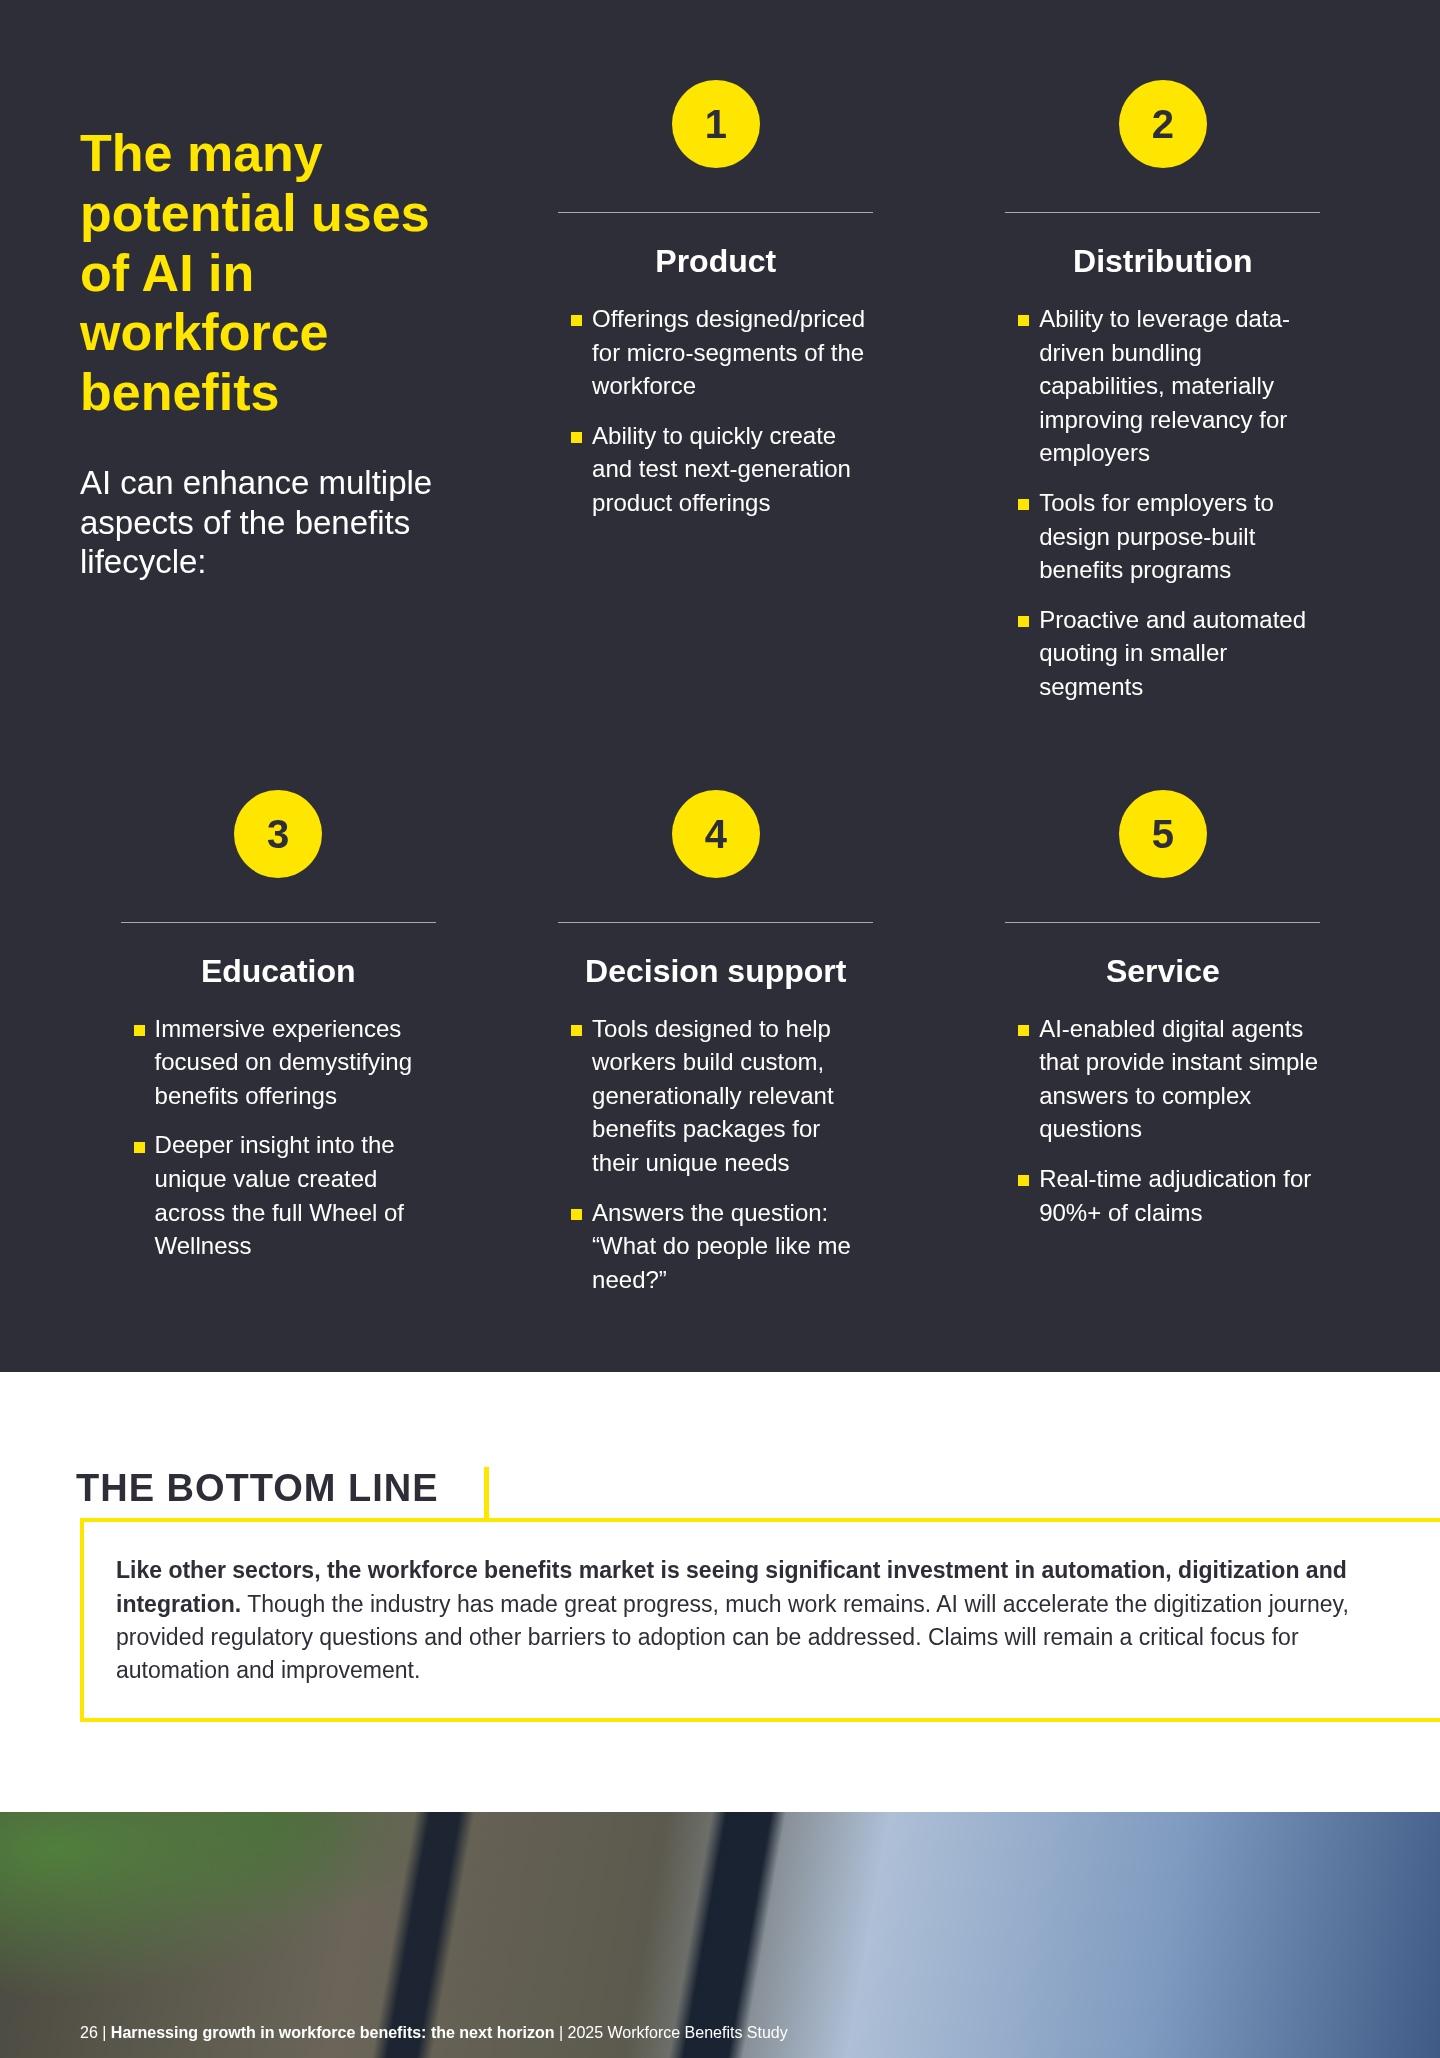 The many
potential uses
of AI in
workforce
benefits
AI can enhance multiple
aspects of the benefits
lifecycle:
1
Product
Offerings designed/priced
for micro-segments of the
workforce
Ability to quickly create
and test next-generation
product offerings
2
Distribution
Ability to leverage data-
driven bundling
capabilities, materially
improving relevancy for
employers
Tools for employers to
design purpose-built
benefits programs
Proactive and automated
quoting in smaller
segments
3
Education
Immersive experiences
focused on demystifying
benefits offerings
Deeper insight into the
unique value created
across the full Wheel of
Wellness
4
Decision support
Tools designed to help
workers build custom,
generationally relevant
benefits packages for
their unique needs
Answers the question:
“What do people like me
need?”
5
Service
AI-enabled digital agents
that provide instant simple
answers to complex
questions
Real-time adjudication for
90%+ of claims
THE BOTTOM LINE
Like other sectors, the workforce benefits market is seeing significant investment in automation, digitization and
integration. Though the industry has made great progress, much work remains. AI will accelerate the digitization journey,
provided regulatory questions and other barriers to adoption can be addressed. Claims will remain a critical focus for
automation and improvement.
26 | Harnessing growth in workforce benefits: the next horizon | 2025 Workforce Benefits Study